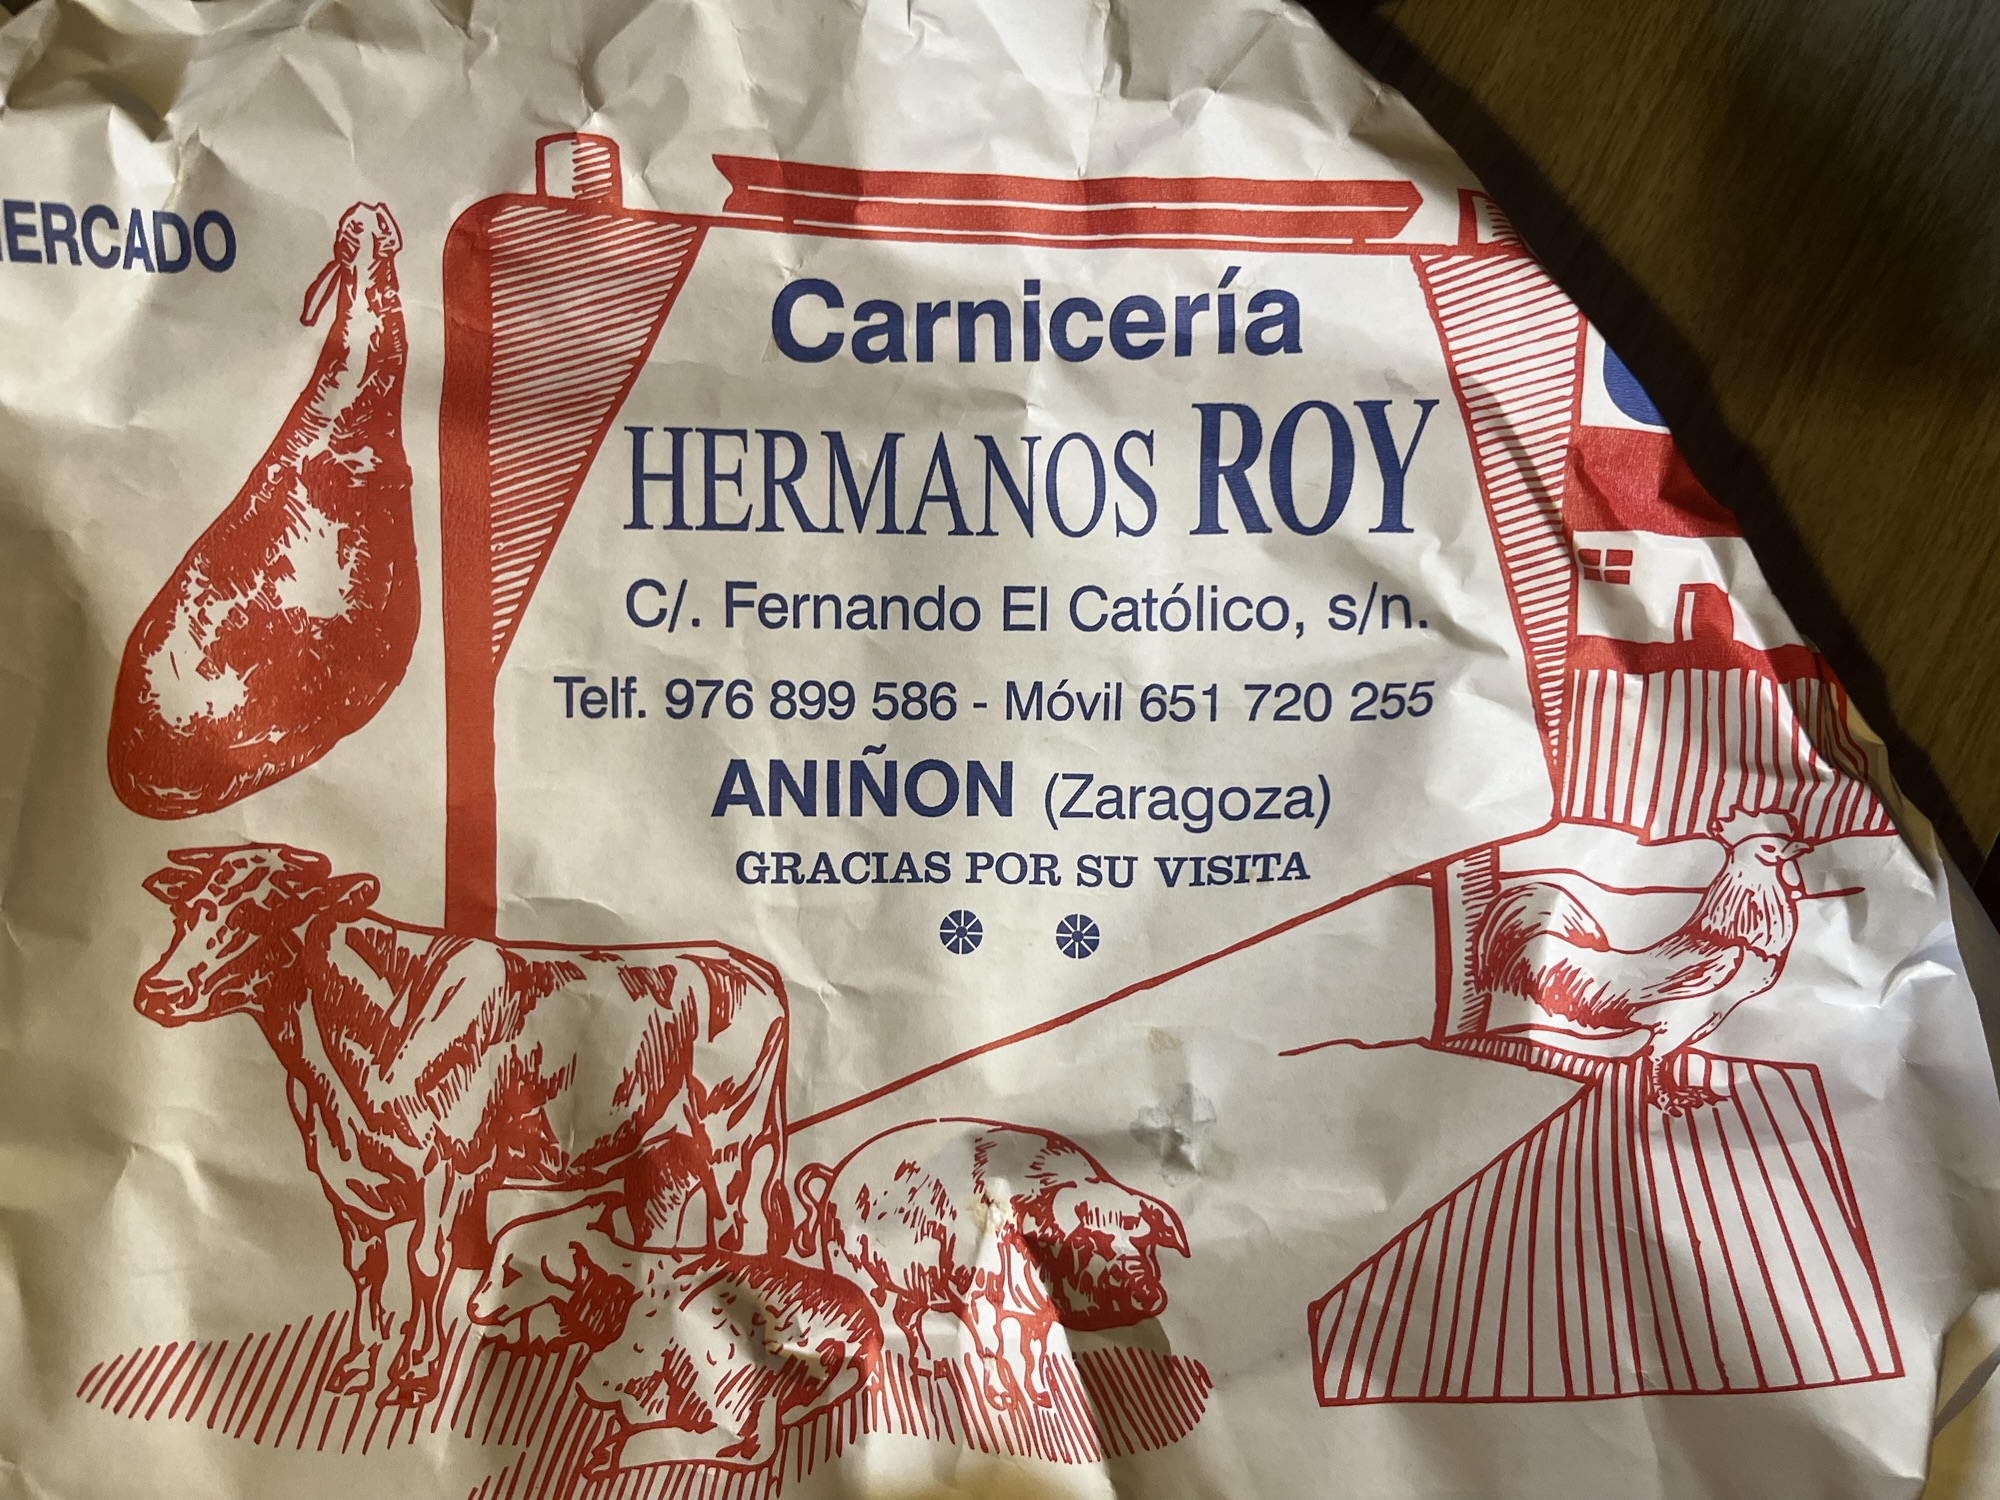 ERCADO
Carnicería
HERMANOS ROY
C/. Fernando El Católico, s/n.
Telf. 976 899 586 - Móvil 651 720 255
ANIÑON (Zaragoza)
GRACIAS POR SU VISITA